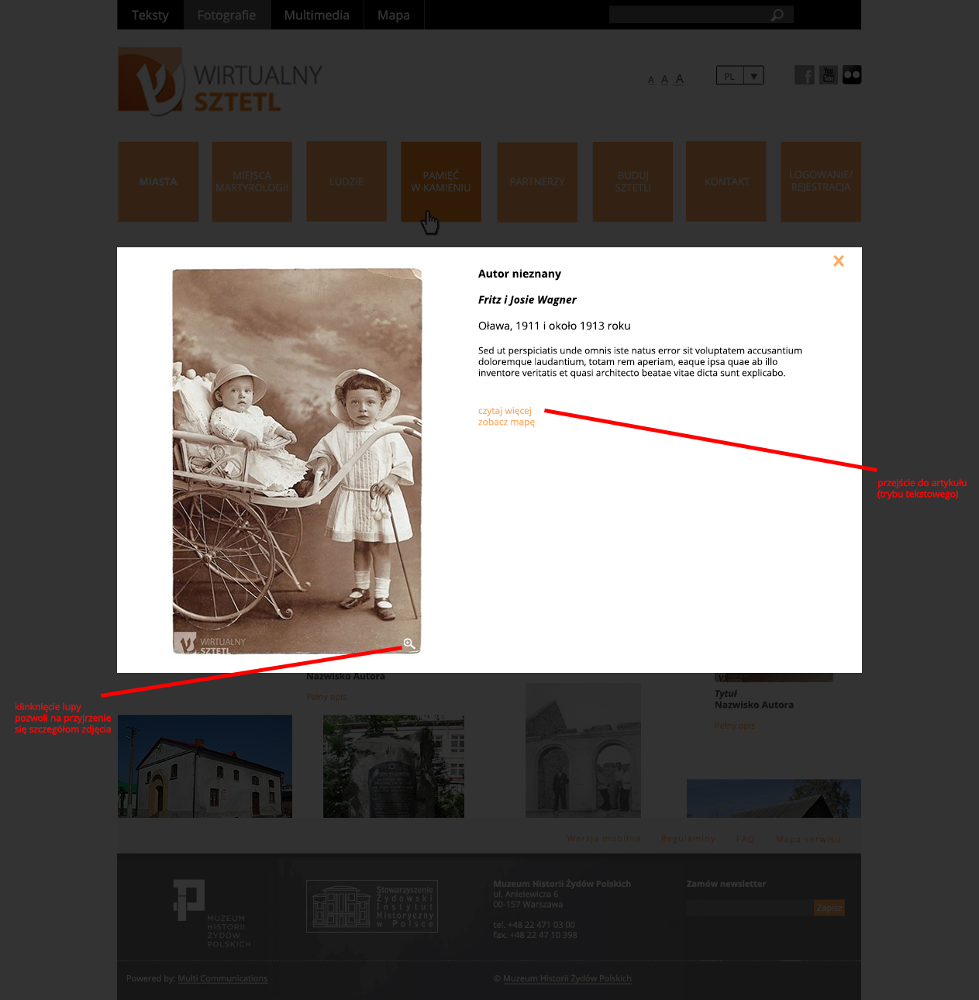 Teksty Fotografie Multimedia Mapa
WIRTUALNY
SZTETL
A A A
PL
f
You
Tube
MIASTA
MIEJSCA
MARTYROLOGII
LUDZIE
PAMIĘĆ
W KAMIENIU
PARTNERZY
BUDUJ
SZTETL!
KONTAKT
LOGOWANIE/
REJESTRACJA
Autor nieznany
Fritz i Josie Wagner
Oława, 1911 i około 1913 roku
Sed ut perspiciatis unde omnis iste natus error sit voluptatem accusantium
doloremque laudantium, totam rem aperiam, eaque ipsa quae ab illo
inventore veritatis et quasi architecto beatae vitae dicta sunt explicabo.
czytaj więcej
zobacz mapę
przejście do artykułu
(trybu tekstowego)
WIRTUALNY
SZTETL
klinknięcie lupy
pozwoli na przyjrzenie
się szczegółom zdjęcia
Nazwisko Autora
Pełny opis
Tytuł
Nazwisko Autora
Pełny opis
Wersja mobilna Regulaminy FAQ Mapa serwisu
MUZEUM
HISTORII
ŻYDÓW
POLSKICH
Stowarzyszenie
Żydowski
Instytut
Historyczny
w Polsce
Muzeum Historii Żydów Polskich
ul. Anielewicza 6
00-157 Warszawa
tel. +48 22 471 03 00
fax. +48 22 47 10 398
Zamów newsletter
Zapisz
Powered by: Multi Communications
© Muzeum Historii Żydów Polskich